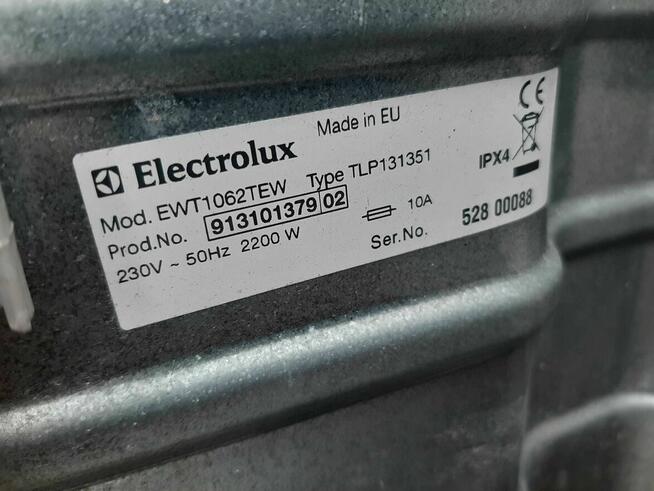 Electrolux Made in EU
Mod. EWT1062TEW Type TLP131351 IPX4
Prod.No. 913101379 02 10A
230V ~ 50Hz 2200 W Ser.No. 528 00088
CE